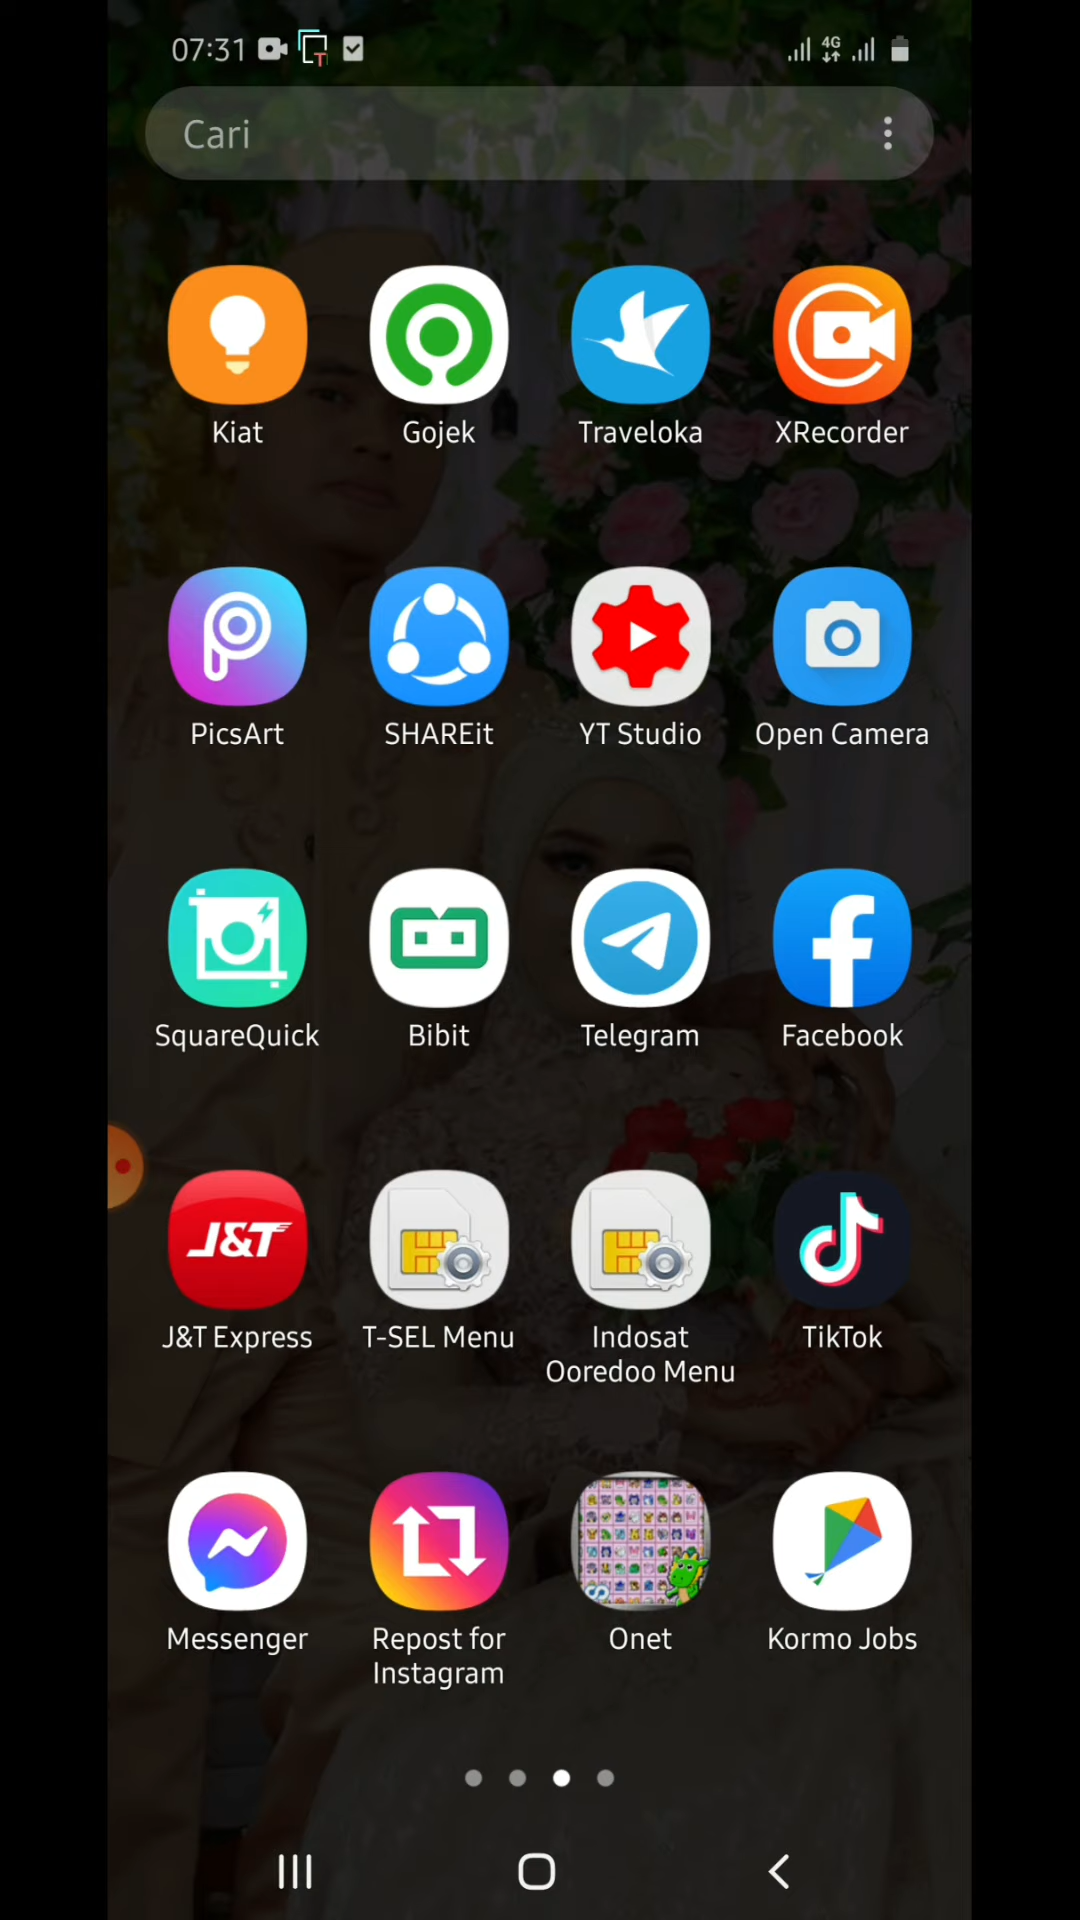 07:31
4G
Cari
Kiat
Gojek
Traveloka
XRecorder
PicsArt
SHAREit
YT Studio
Open Camera
SquareQuick
Bibit
Telegram
Facebook
J&T
J&T Express
T-SEL Menu
Indosat
Ooredoo Menu
TikTok
Messenger
Repost for
Instagram
Onet
Kormo Jobs